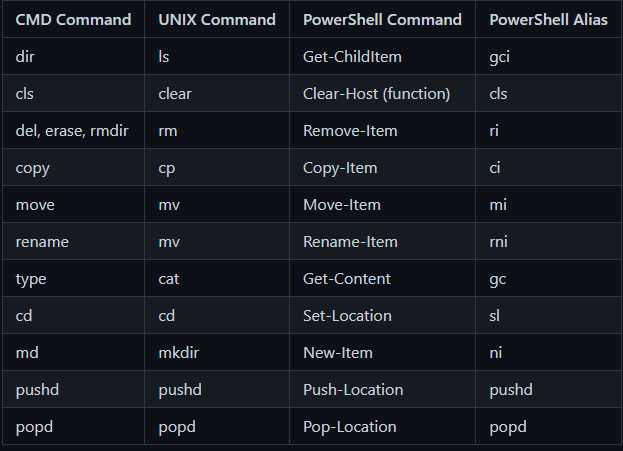 CMD Command UNIX Command PowerShell Command PowerShell Alias
dir ls Get-ChildItem gci
cls clear Clear-Host (function) cls
del, erase, rmdir rm Remove-Item ri
copy cp Copy-Item ci
move mv Move-Item mi
rename mv Rename-Item rni
type cat Get-Content gc
cd cd Set-Location sl
md mkdir New-Item ni
pushd pushd Push-Location pushd
popd popd Pop-Location popd